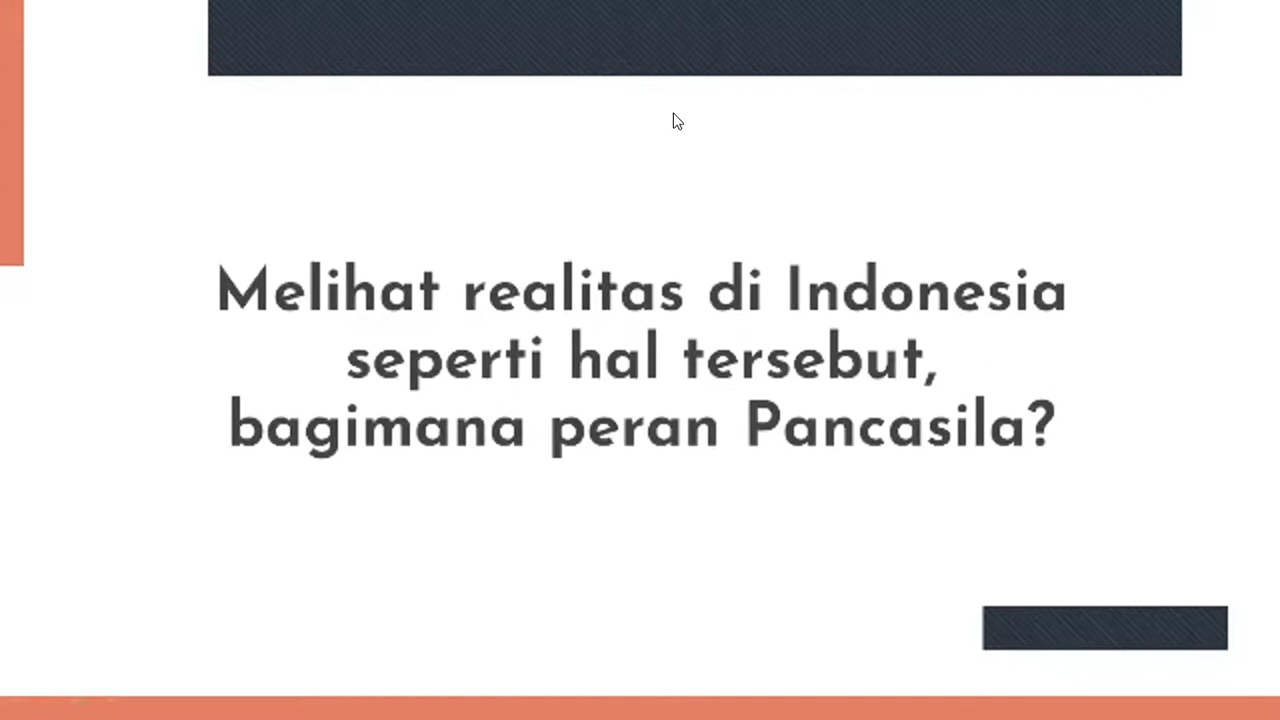 Melihat realitas di Indonesia
seperti hal tersebut,
bagimana peran Pancasila?